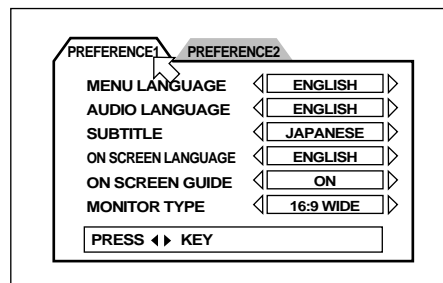 PREFERENCE1 PREFERENCE2
MENU LANGUAGE ENGLISH
AUDIO LANGUAGE ENGLISH
SUBTITLE JAPANESE
ON SCREEN LANGUAGE ENGLISH
ON SCREEN GUIDE ON
MONITOR TYPE 16:9 WIDE
PRESS KEY